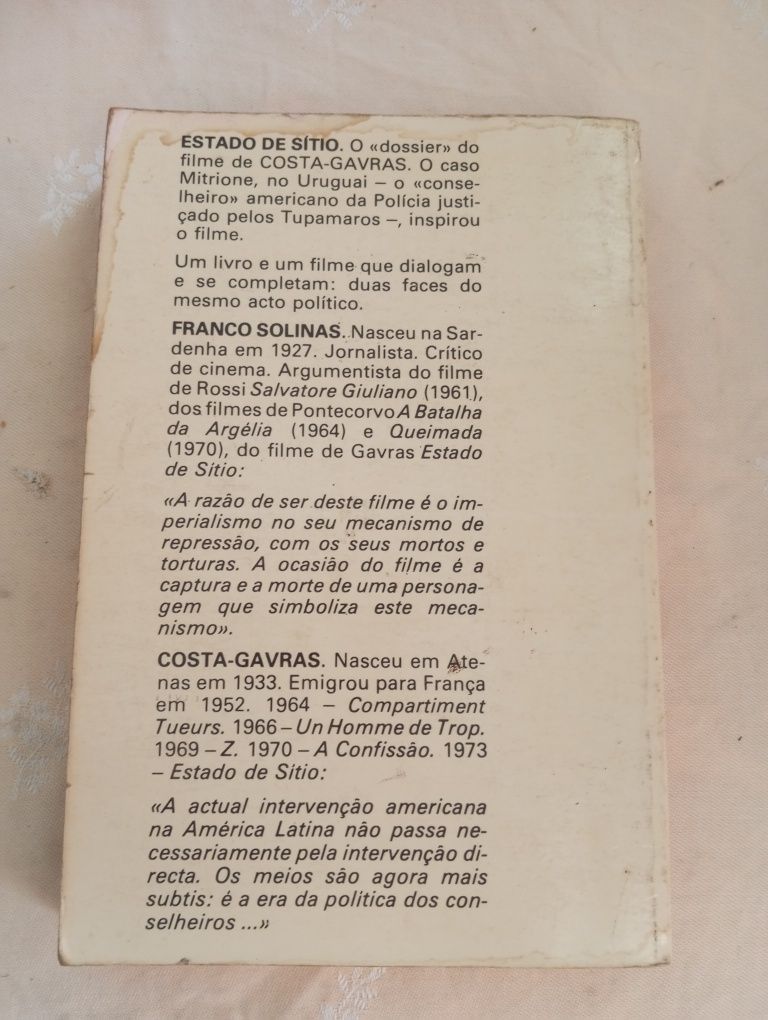 ESTADO DE SÍTIO. O «dossier» do
filme de COSTA-GAVRAS. O caso
Mitrione, no Uruguai – o «conse-
lheiro» americano da Polícia justi-
çado pelos Tupamaros –, inspirou
o filme.
Um livro e um filme que dialogam
e se completam: duas faces do
mesmo acto político.
FRANCO SOLINAS. Nasceu na Sar-
denha em 1927. Jornalista. Crítico
de cinema. Argumentista do filme
de Rossi Salvatore Giuliano (1961),
dos filmes de Pontecorvo A Batalha
da Argélia (1964) e Queimada
(1970), do filme de Gavras Estado
de Sítio:
«A razão de ser deste filme é o im-
perialismo no seu mecanismo de
repressão, com os seus mortos e
torturas. A ocasião do filme é a
captura e a morte de uma persona-
gem que simboliza este meca-
nismo».
COSTA-GAVRAS. Nasceu em Ate-
nas em 1933. Emigrou para França
em 1952. 1964 – Compartiment
Tueurs. 1966 – Un Homme de Trop.
1969 – Z. 1970 – A Confissão. 1973
– Estado de Sitio:
«A actual intervenção americana
na América Latina não passa ne-
cessariamente pela intervenção di-
recta. Os meios são agora mais
subtis: é a era da politica dos con-
selheiros ...»